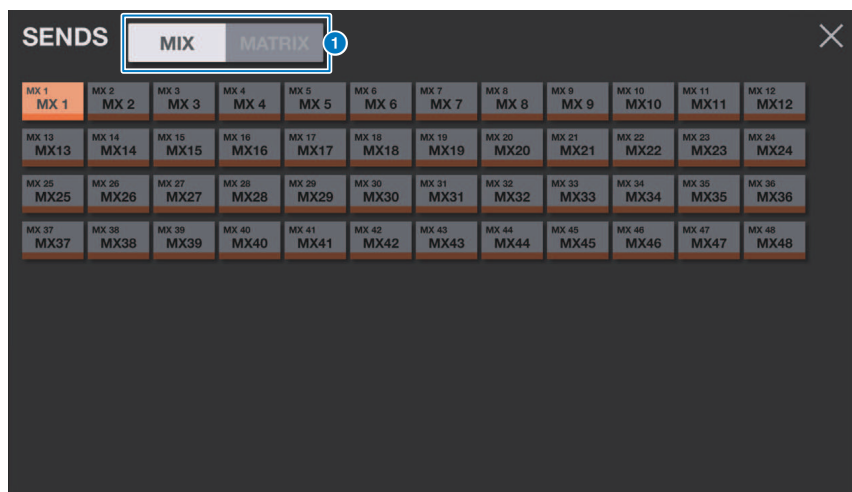 SENDS MIX MATRIX 1
MX 1 MX 2 MX 3 MX 4 MX 5 MX 6 MX 7 MX 8 MX 9 MX 10 MX 11 MX 12
MX 1 MX 2 MX 3 MX 4 MX 5 MX 6 MX 7 MX 8 MX 9 MX10 MX11 MX12
MX 13 MX 14 MX 15 MX 16 MX 17 MX 18 MX 19 MX 20 MX 21 MX 22 MX 23 MX 24
MX13 MX14 MX15 MX16 MX17 MX18 MX19 MX20 MX21 MX22 MX23 MX24
MX 25 MX 26 MX 27 MX 28 MX 29 MX 30 MX 31 MX 32 MX 33 MX 34 MX 35 MX 36
MX25 MX26 MX27 MX28 MX29 MX30 MX31 MX32 MX33 MX34 MX35 MX36
MX 37 MX 38 MX 39 MX 40 MX 41 MX 42 MX 43 MX 44 MX 45 MX 46 MX 47 MX 48
MX37 MX38 MX39 MX40 MX41 MX42 MX43 MX44 MX45 MX46 MX47 MX48